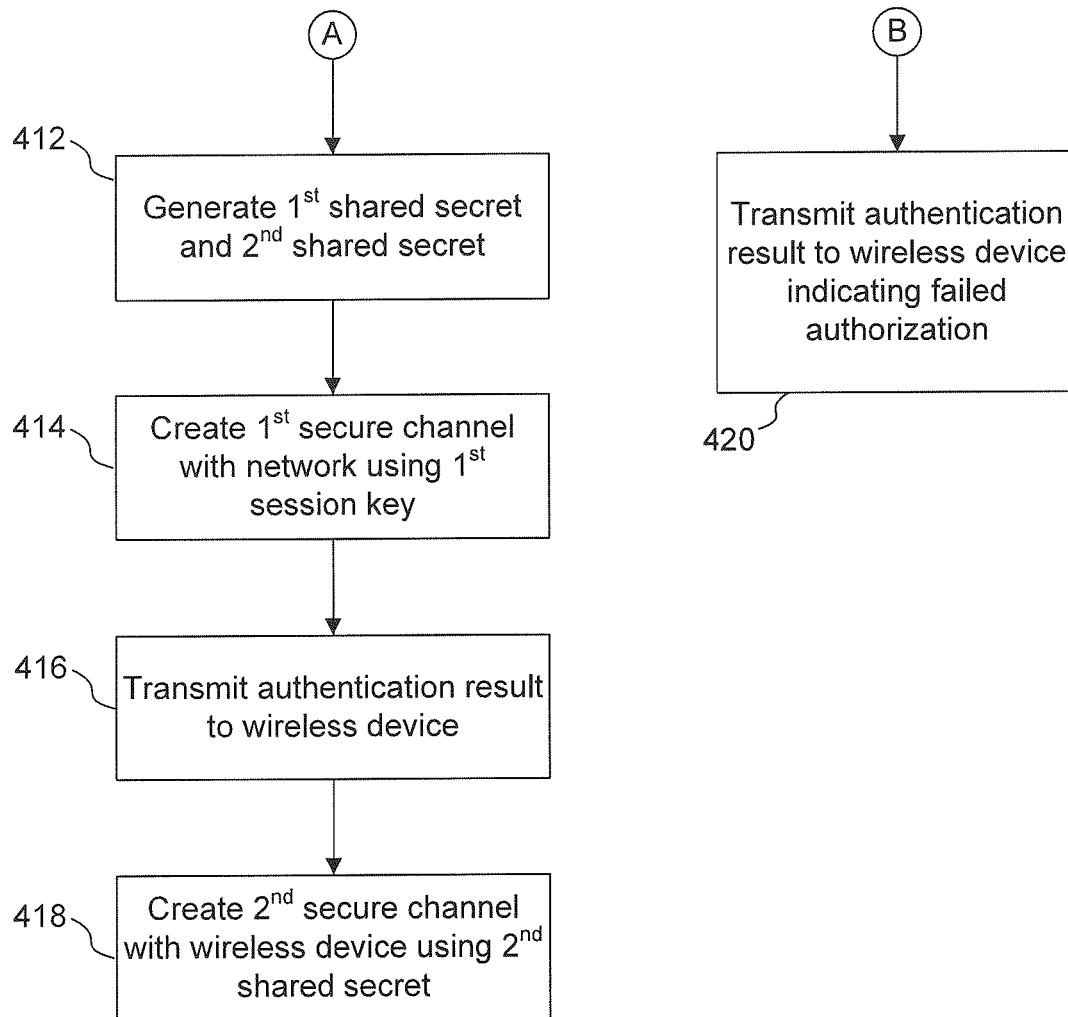 A
412
Generate 1st shared secret
and 2nd shared secret
414
Create 1st secure channel
with network using 1st
session key
416
Transmit authentication result
to wireless device
418
Create 2nd secure channel
with wireless device using 2nd
shared secret
B
Transmit authentication
result to wireless device
indicating failed
authorization
420